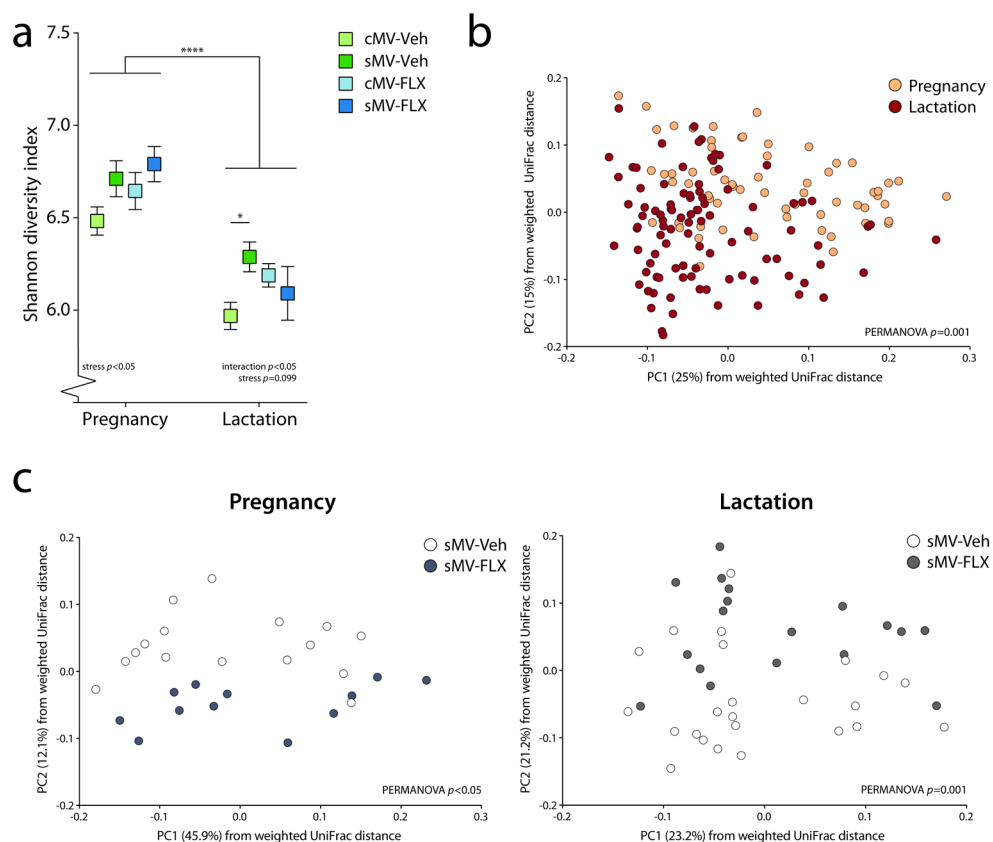 a
7.5
7.0
6.5
6.0
Shannon diversity index
****
*
cMV-Veh
sMV-Veh
cMV-FLX
sMV-FLX
stress p<0.05
interaction p<0.05
stress p=0.099
Pregnancy
Lactation
b
0.2
0.1
0.0
-0.1
-0.2
PC2 (15%) from weighted UniFrac distance
Pregnancy
Lactation
PERMANOVA p=0.001
-0.2
-0.1
0.0
0.1
0.2
0.3
PC1 (25%) from weighted UniFrac distance
c
Pregnancy
0.2
0.1
0.0
-0.1
-0.2
PC2 (12.1%) from weighted UniFrac distance
sMV-Veh
sMV-FLX
PERMANOVA p<0.05
-0.2
-0.1
0.0
0.1
0.2
0.3
PC1 (45.9%) from weighted UniFrac distance
Lactation
0.2
0.1
0.0
-0.1
-0.2
PC2 (21.2%) from weighted UniFrac distance
sMV-Veh
sMV-FLX
PERMANOVA p=0.001
-0.2
-0.1
0.0
0.1
0.2
PC1 (23.2%) from weighted UniFrac distance